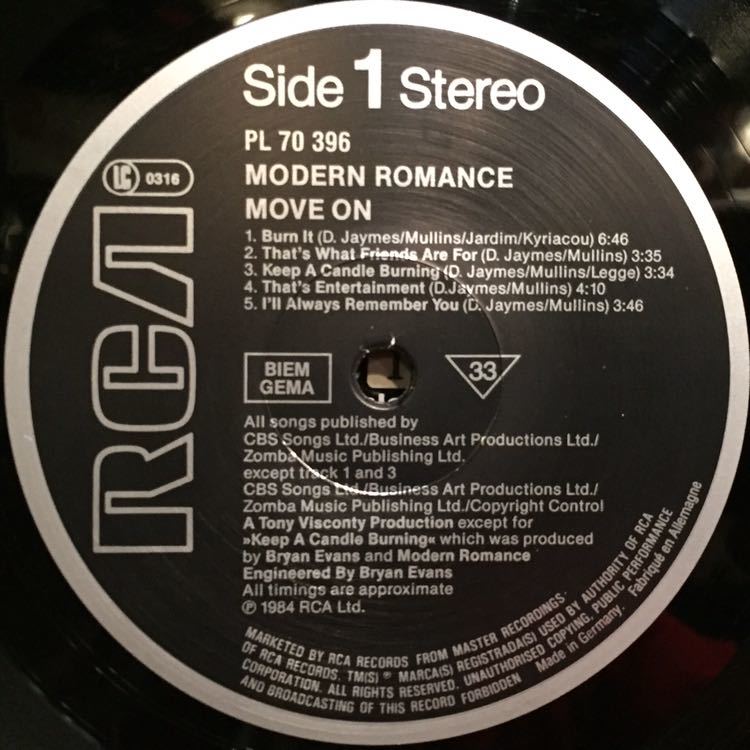 Side 1 Stereo
PL 70 396
LC 0316
MODERN ROMANCE
MOVE ON
RCA
1. Burn It (D. Jaymes/Mullins/Jardim/Kyriacou) 6:46
2. That's What Friends Are For (D. Jaymes/Mullins) 3:35
3. Keep A Candle Burning (D. Jaymes/Mullins/Legge) 3:34
4. That's Entertainment (D.Jaymes/Mullins) 4:10
5. I'll Always Remember You (D. Jaymes/Mullins) 3:46
BIEM
GEMA
33
All songs published by
CBS Songs Ltd./Business Art Productions Ltd./
Zomba Music Publishing Ltd.
except track 1 and 3
CBS Songs Ltd./Business Art Productions Ltd./
Zomba Music Publishing Ltd./Copyright Control
A Tony Visconty Production except for
»Keep A Candle Burning« which was produced
by Bryan Evans and Modern Romance
Engineered By Bryan Evans
All timings are approximate
℗ 1984 RCA Ltd.
MARKETED BY RCA RECORDS FROM MASTER RECORDINGS
OF RCA RECORDS. TM(S) ® MARCA(S) REGISTRADA(S) USED BY AUTHORITY OF RCA
CORPORATION. ALL RIGHTS RESERVED. UNAUTHORISED COPYING, PUBLIC PERFORMANCE
AND BROADCASTING OF THIS RECORD FORBIDDEN Made in Germany. Fabriqué en Allemagne